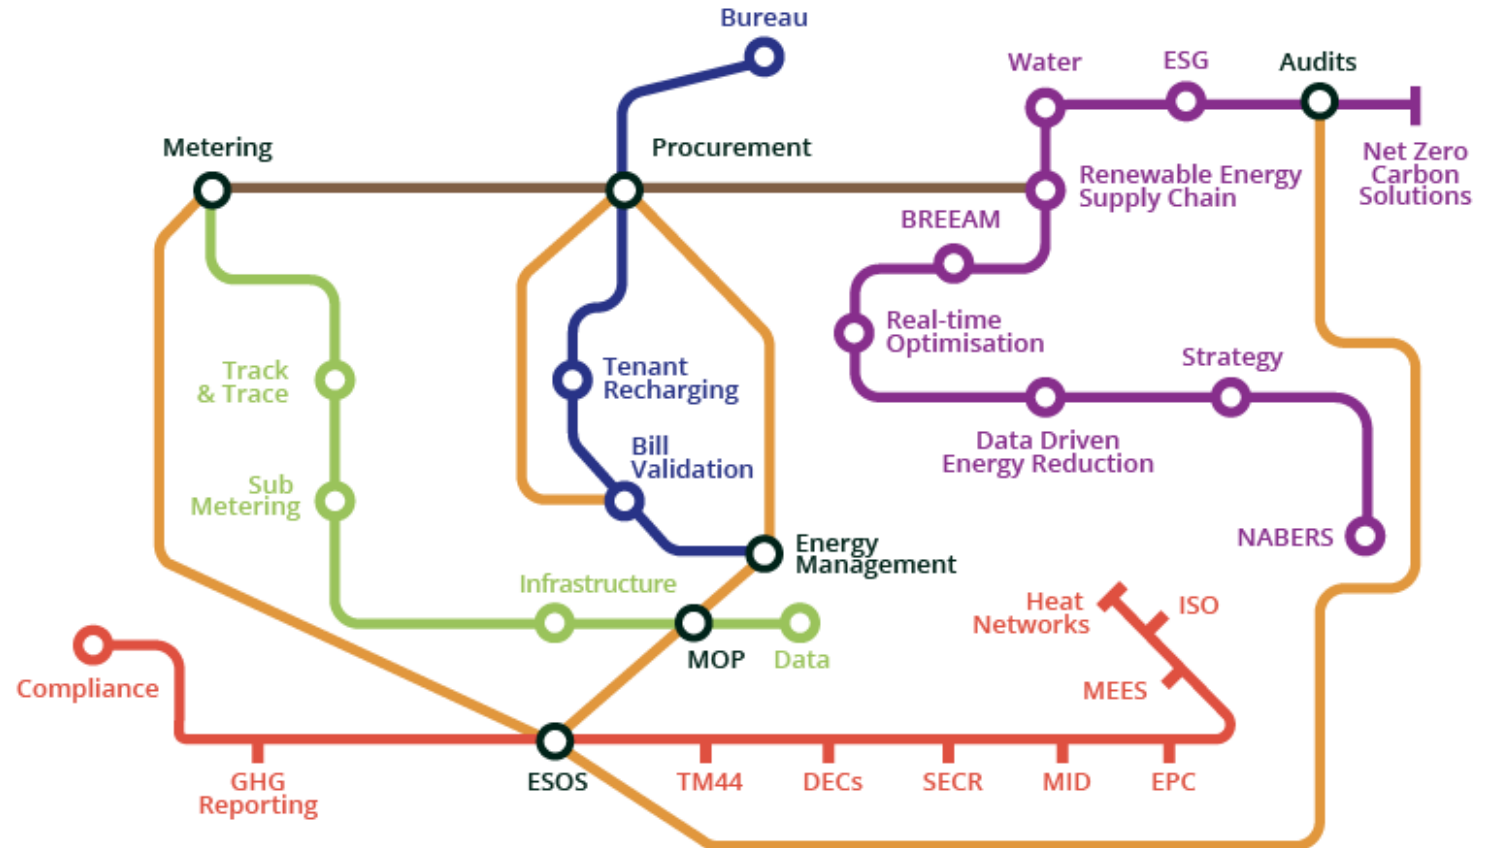 Bureau
Water
ESG
Audits
Metering
Procurement
Net Zero
Carbon
Solutions
Renewable Energy
Supply Chain
BREEAM
Real-time
Optimisation
Strategy
Track
& Trace
Tenant
Recharging
Data Driven
Energy Reduction
Bill
Validation
Sub
Metering
NABERS
Energy
Management
Infrastructure
Heat
Networks
ISO
MOP
Data
Compliance
MEES
GHG
Reporting
ESOS
TM44
DECs
SECR
MID
EPC